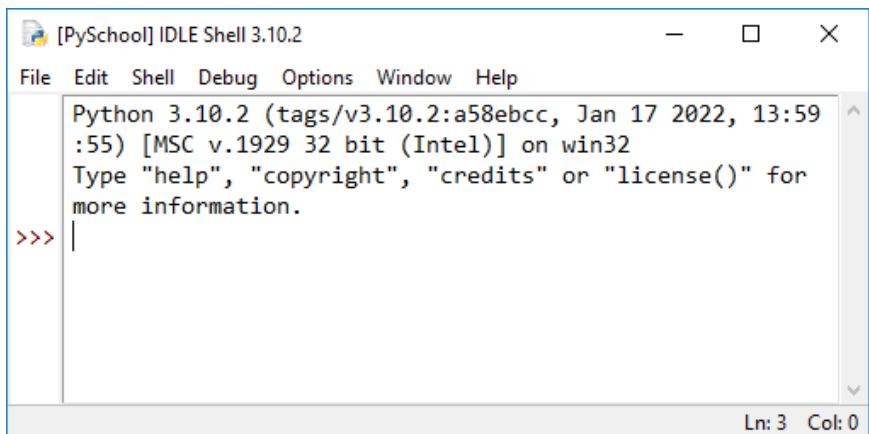 [PySchool] IDLE Shell 3.10.2
File Edit Shell Debug Options Window Help
Python 3.10.2 (tags/v3.10.2:a58ebcc, Jan 17 2022, 13:59
:55) [MSC v.1929 32 bit (Intel)] on win32
Type "help", "copyright", "credits" or "license()" for
more information.
>>>
Ln: 3 Col: 0